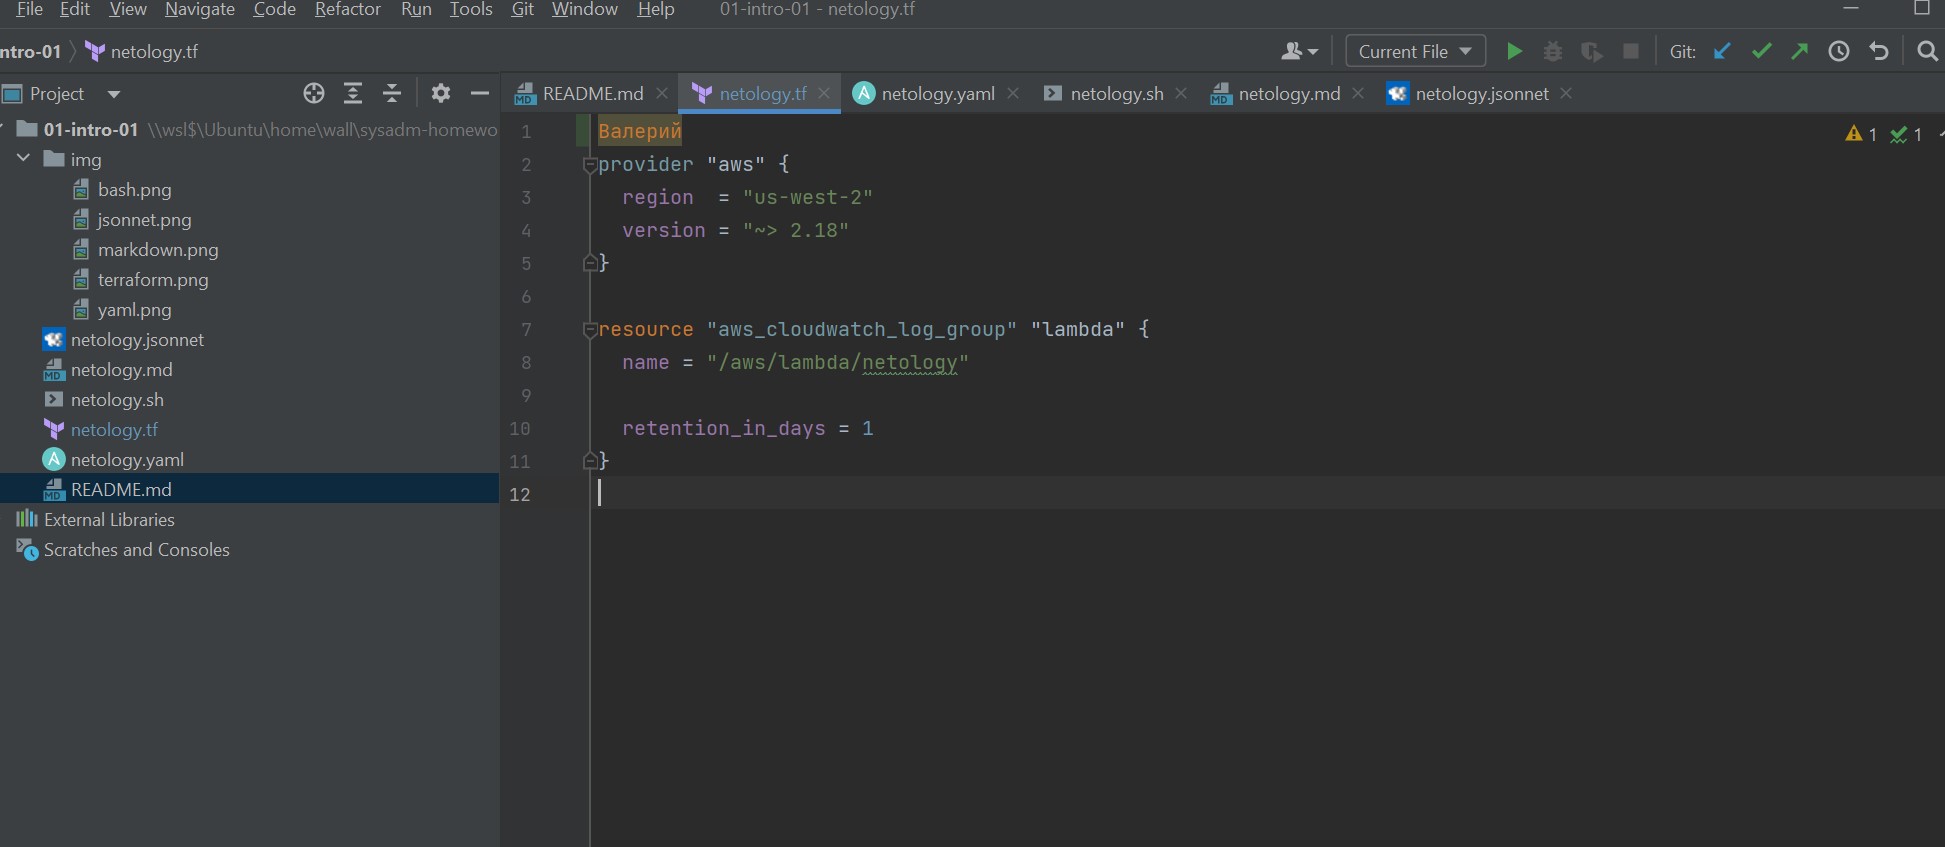 File Edit View Navigate Code Refactor Run Tools Git Window Help 01-intro-01 - netology.tf
ntro-01 netology.tf Current File Git:
Project
01-intro-01 \\wsl$\Ubuntu\home\wall\sysadm-homewo
img
bash.png
jsonnet.png
markdown.png
terraform.png
yaml.png
netology.jsonnet
netology.md
netology.sh
netology.tf
netology.yaml
README.md
External Libraries
Scratches and Consoles
README.md netology.tf netology.yaml netology.sh netology.md netology.jsonnet
1 Валерий 1 1
2 provider "aws" {
3 region = "us-west-2"
4 version = "~> 2.18"
5 }
6
7 resource "aws_cloudwatch_log_group" "lambda" {
8 name = "/aws/lambda/netology"
9
10 retention_in_days = 1
11 }
12